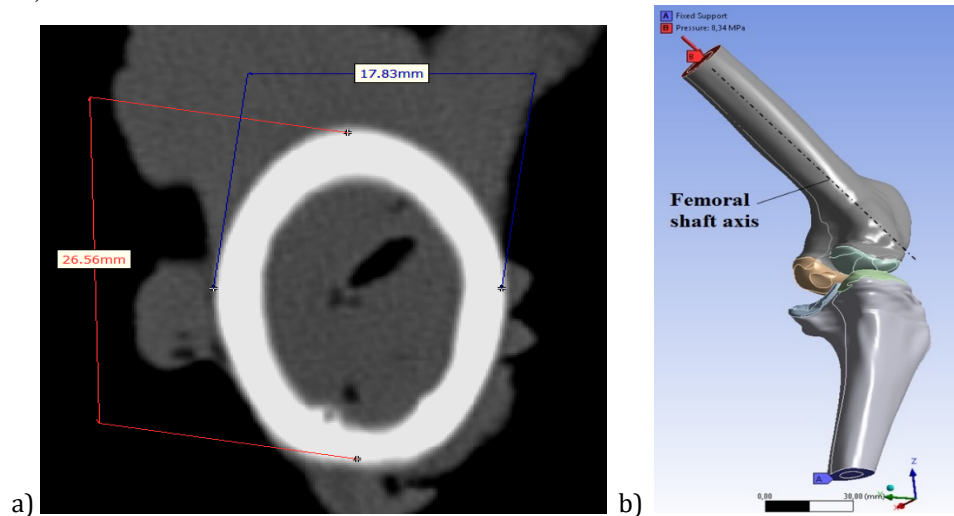 17.83mm
26.56mm
a)
A Fixed Support
B Pressure: 8,34 MPa
B
Femoral
shaft axis
A
0,00 30,00 (mm)
Z
X
b)